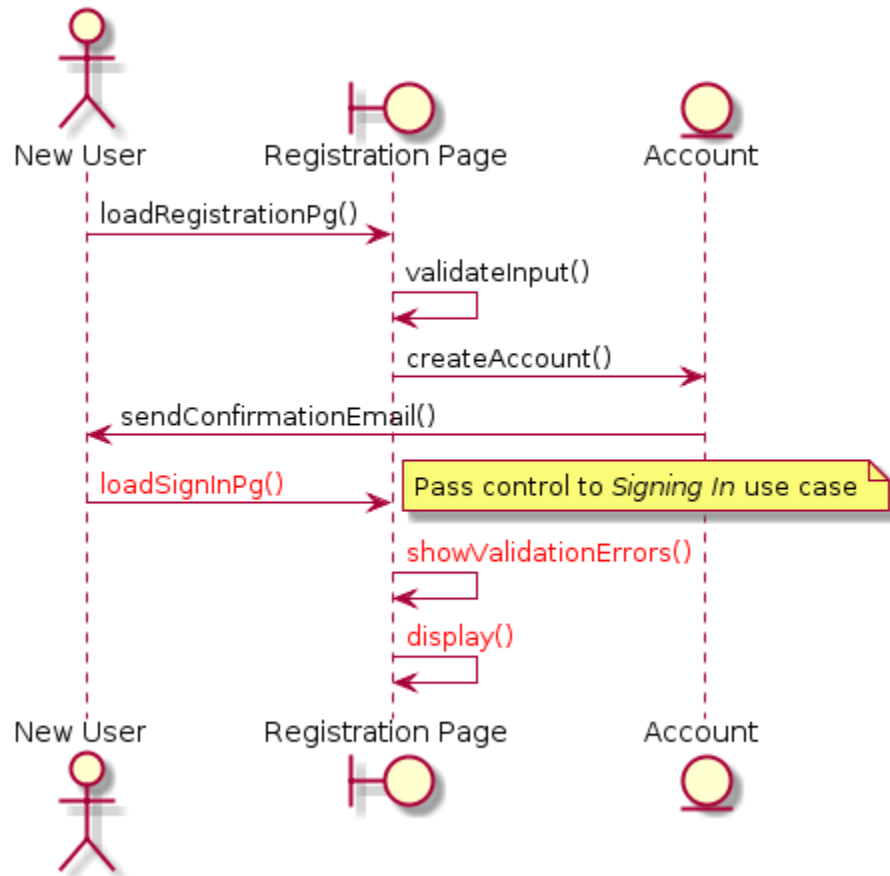 New User
Registration Page
Account
loadRegistrationPg()
validateInput()
createAccount()
sendConfirmationEmail()
loadSignInPg()
Pass control to Signing In use case
showValidationErrors()
display()
New User
Registration Page
Account